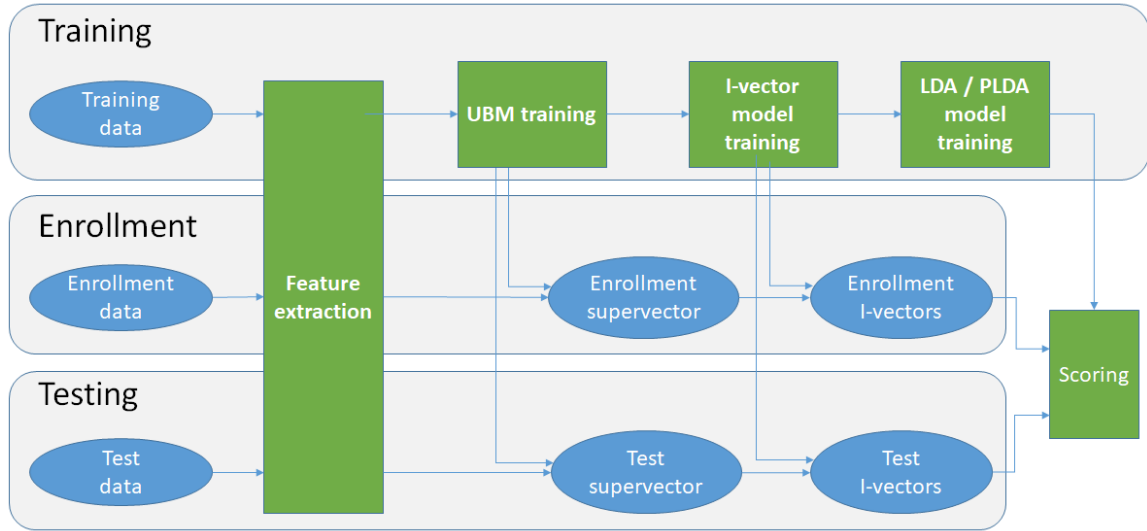 Training
Training
data
UBM training
I-vector
model
training
LDA / PLDA
model
training
Enrollment
Enrollment
data
Feature
extraction
Enrollment
supervector
Enrollment
I-vectors
Scoring
Testing
Test
data
Test
supervector
Test
I-vectors